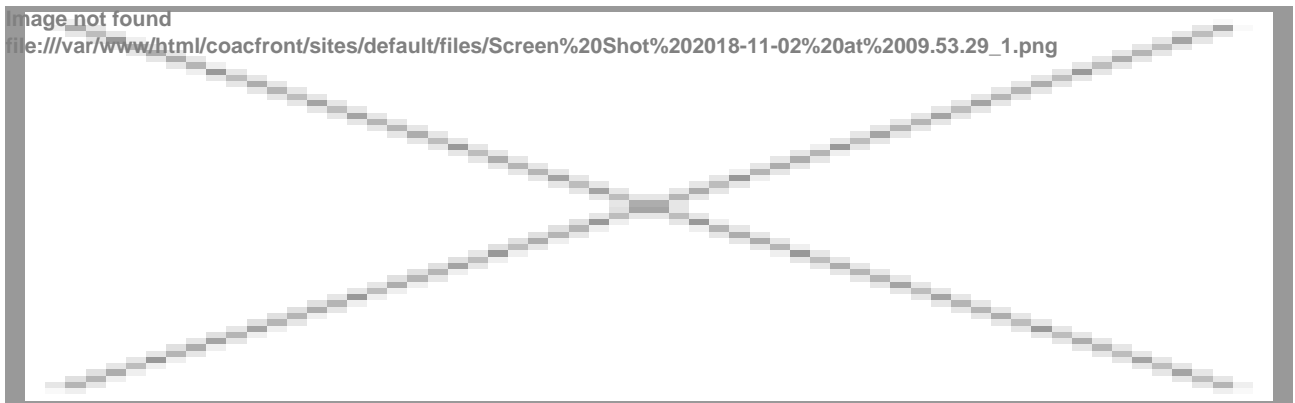 Image not found
file:///var/www/html/coacfront/sites/default/files/Screen%20Shot%202018-11-02%20at%2009.53.29_1.png